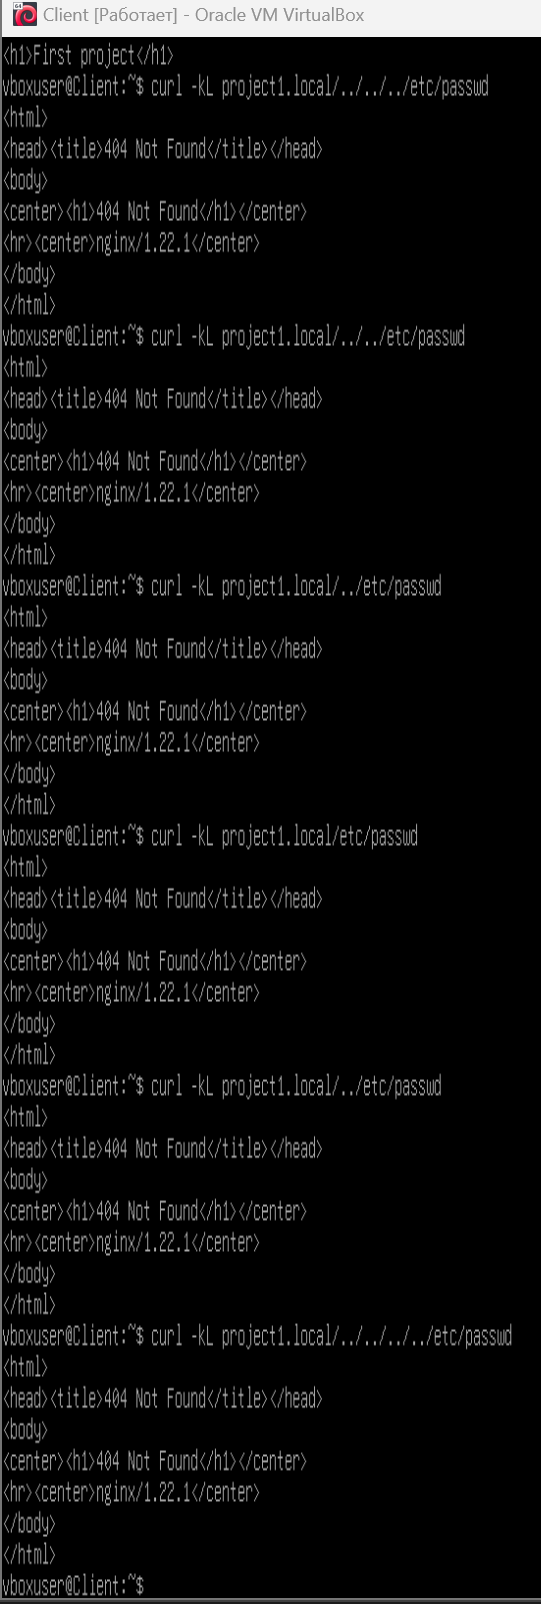 64
Client [Работает] - Oracle VM VirtualBox
<h1>First project</h1>
vboxuser@Client:~$ curl -kL project1.local/../../../etc/passwd
<html>
<head><title>404 Not Found</title></head>
<body>
<center><h1>404 Not Found</h1></center>
<hr><center>nginx/1.22.1</center>
</body>
</html>
vboxuser@Client:~$ curl -kL project1.local/../../etc/passwd
<html>
<head><title>404 Not Found</title></head>
<body>
<center><h1>404 Not Found</h1></center>
<hr><center>nginx/1.22.1</center>
</body>
</html>
vboxuser@Client:~$ curl -kL project1.local/../etc/passwd
<html>
<head><title>404 Not Found</title></head>
<body>
<center><h1>404 Not Found</h1></center>
<hr><center>nginx/1.22.1</center>
</body>
</html>
vboxuser@Client:~$ curl -kL project1.local/etc/passwd
<html>
<head><title>404 Not Found</title></head>
<body>
<center><h1>404 Not Found</h1></center>
<hr><center>nginx/1.22.1</center>
</body>
</html>
vboxuser@Client:~$ curl -kL project1.local/../etc/passwd
<html>
<head><title>404 Not Found</title></head>
<body>
<center><h1>404 Not Found</h1></center>
<hr><center>nginx/1.22.1</center>
</body>
</html>
vboxuser@Client:~$ curl -kL project1.local/../../../../etc/passwd
<html>
<head><title>404 Not Found</title></head>
<body>
<center><h1>404 Not Found</h1></center>
<hr><center>nginx/1.22.1</center>
</body>
</html>
vboxuser@Client:~$